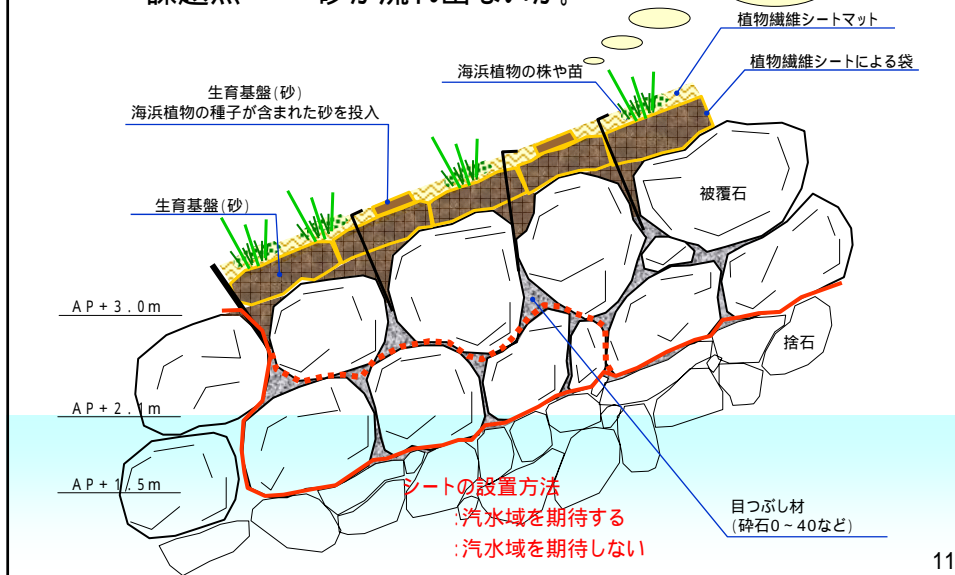 植物繊維シートマット
海浜植物の株や苗
植物繊維シートによる袋
生育基盤(砂)
海浜植物の種子が含まれた砂を投入
被覆石
生育基盤(砂)
AP+3.0m
捨石
AP+2.1m
AP+1.5m
シートの設置方法
:汽水域を期待する
:汽水域を期待しない
目つぶし材
(砕石0~40など)
11